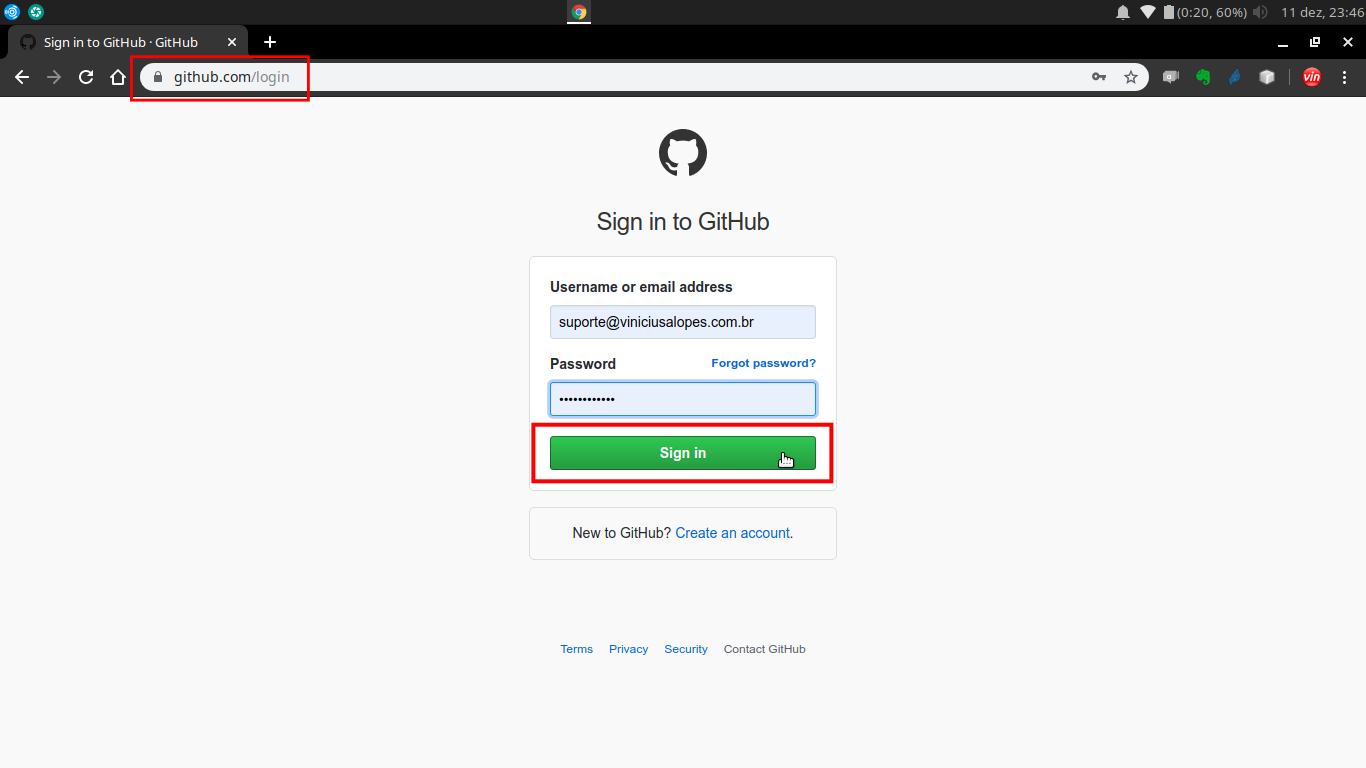 (0:20, 60%) 11 dez, 23:46
Sign in to GitHub · GitHub
github.com/login
vin
Sign in to GitHub
Username or email address
suporte@viniciusalopes.com.br
Password Forgot password?
••••••••••••
Sign in
New to GitHub? Create an account.
Terms Privacy Security Contact GitHub